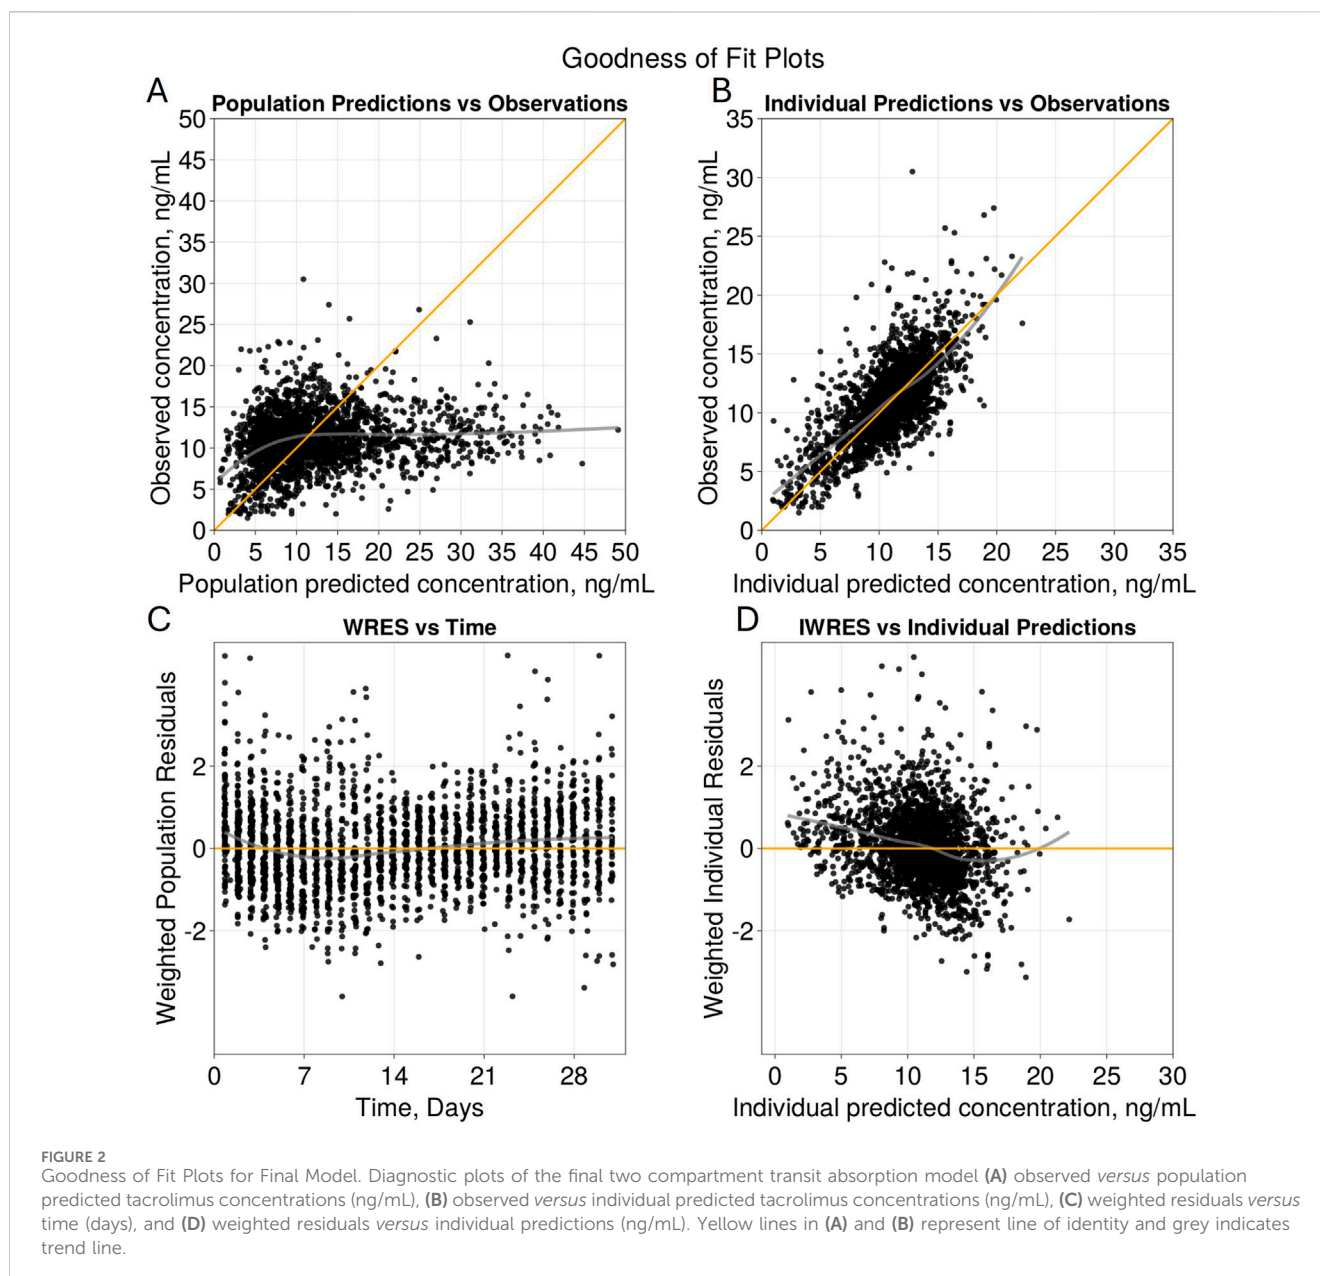 Goodness of Fit Plots
A
Population Predictions vs Observations
50
45
40
35
30
25
20
15
10
5
0
Observed concentration, ng/mL
0 5 10 15 20 25 30 35 40 45 50
Population predicted concentration, ng/mL
B
Individual Predictions vs Observations
35
30
25
20
15
10
5
0
Observed concentration, ng/mL
0 5 10 15 20 25 30 35
Individual predicted concentration, ng/mL
C
WRES vs Time
2
0
-2
Weighted Population Residuals
0 7 14 21 28
Time, Days
D
IWRES vs Individual Predictions
2
0
-2
Weighted Individual Residuals
0 5 10 15 20 25 30
Individual predicted concentration, ng/mL
FIGURE 2
Goodness of Fit Plots for Final Model. Diagnostic plots of the final two compartment transit absorption model (A) observed versus population
predicted tacrolimus concentrations (ng/mL), (B) observed versus individual predicted tacrolimus concentrations (ng/mL), (C) weighted residuals versus
time (days), and (D) weighted residuals versus individual predictions (ng/mL). Yellow lines in (A) and (B) represent line of identity and grey indicates
trend line.